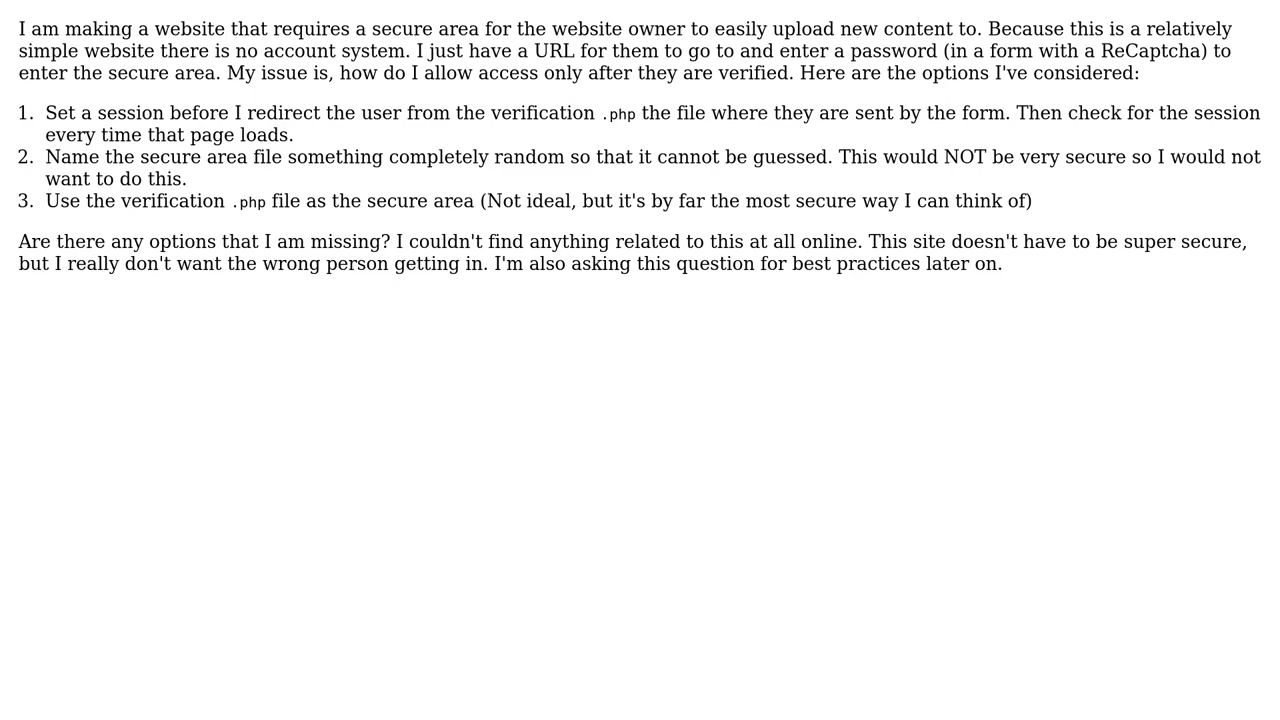 I am making a website that requires a secure area for the website owner to easily upload new content to. Because this is a relatively
simple website there is no account system. I just have a URL for them to go to and enter a password (in a form with a ReCaptcha) to
enter the secure area. My issue is, how do I allow access only after they are verified. Here are the options I've considered:
1. Set a session before I redirect the user from the verification .php the file where they are sent by the form. Then check for the session
every time that page loads.
2. Name the secure area file something completely random so that it cannot be guessed. This would NOT be very secure so I would not
want to do this.
3. Use the verification .php file as the secure area (Not ideal, but it's by far the most secure way I can think of)
Are there any options that I am missing? I couldn't find anything related to this at all online. This site doesn't have to be super secure,
but I really don't want the wrong person getting in. I'm also asking this question for best practices later on.